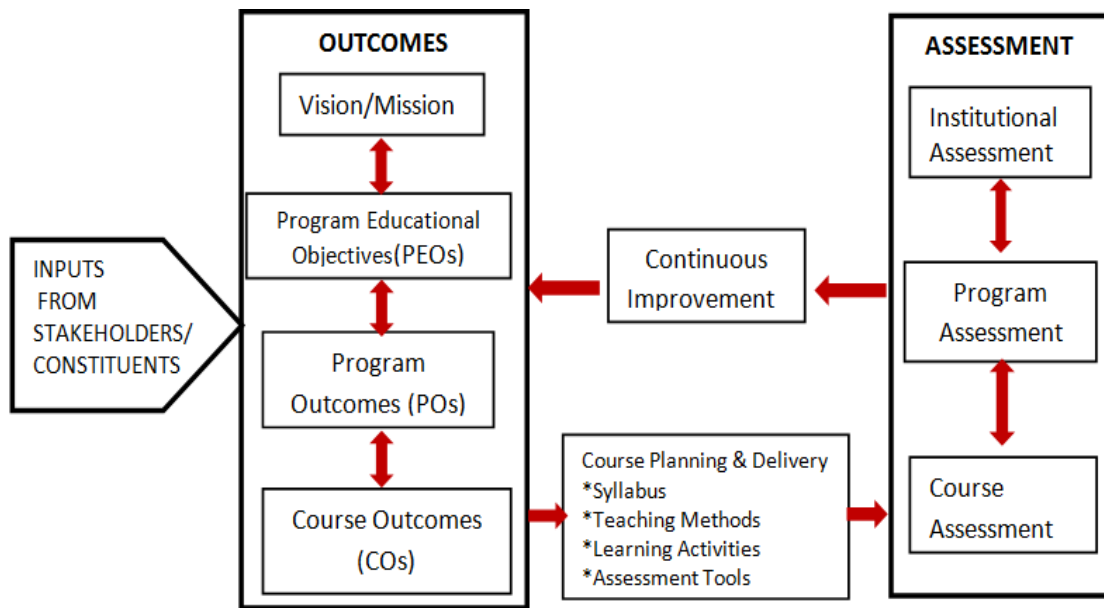 INPUTS
FROM
STAKEHOLDERS/
CONSTITUENTS
OUTCOMES
Vision/Mission
Program Educational
Objectives(PEOs)
Program
Outcomes (POs)
Course Outcomes
(COs)
Continuous
Improvement
Course Planning & Delivery
*Syllabus
*Teaching Methods
*Learning Activities
*Assessment Tools
ASSESSMENT
Institutional
Assessment
Program
Assessment
Course
Assessment